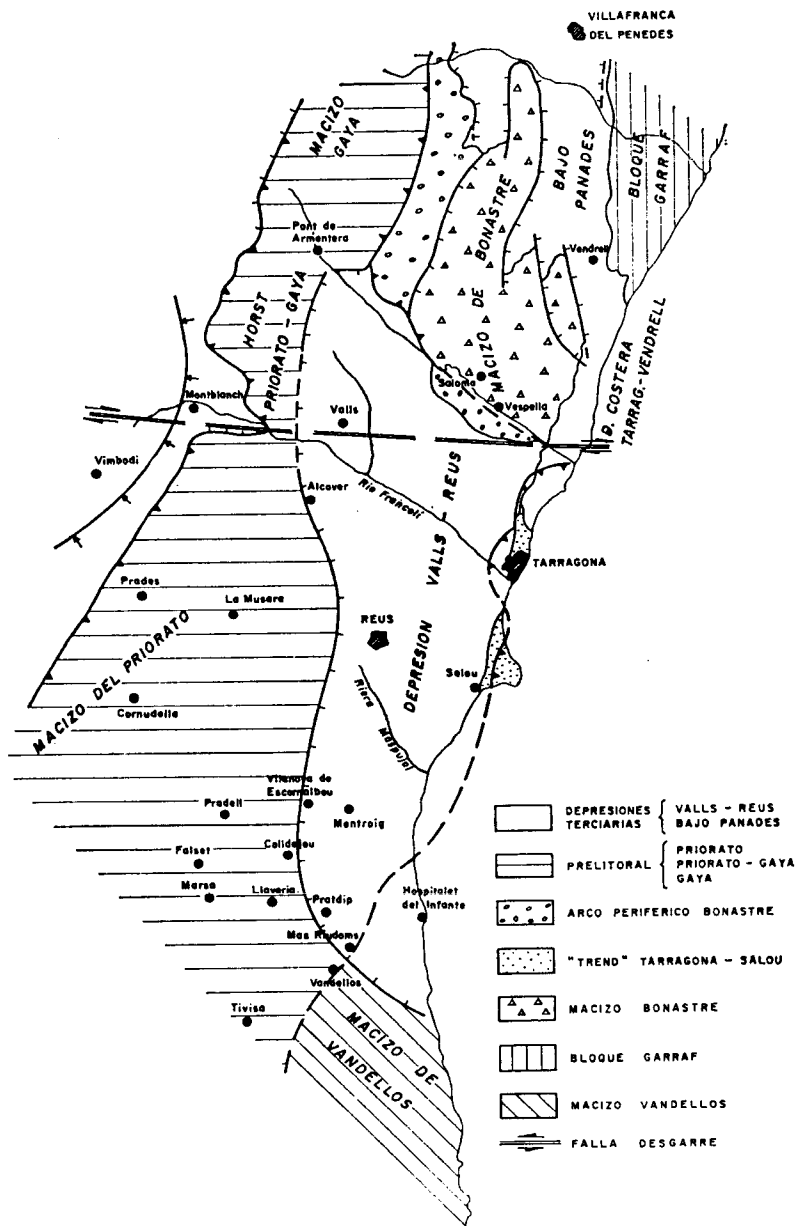 VILLAFRANCA
DEL PENEDES
MACIZO
GAYA
BAJO
PANADES
BLOQUE
GARRAF
Pont de
Armentera
MACIZO DE BONASTRE
Vendrell
HORST
PRIORATO - GAYA
D. COSTERA
TARRAG.-VENDRELL
Montblanch
Salomo
Vespella
Valls
Vimbodi
Alcover
Rio Francoli
DEPRESION VALLS - REUS
TARRAGONA
Prades
La Musara
REUS
MACIZO DEL PRIORATO
Salou
Cornudella
Riera Maspujol
Vilanova de
Escornalbou
Pradell
Montroig
Falset
Colldejou
Marsa
Llaveria
Pratdip
Hospitalet
del Infante
Mas Riudoms
Vandellos
Tivisa
MACIZO DE
VANDELLOS
DEPRESIONES
TERCIARIAS
VALLS - REUS
BAJO PANADES
PRELITORAL
PRIORATO
PRIORATO - GAYA
GAYA
ARCO PERIFERICO BONASTRE
"TREND" TARRAGONA - SALOU
MACIZO BONASTRE
BLOQUE GARRAF
MACIZO VANDELLOS
FALLA DESGARRE